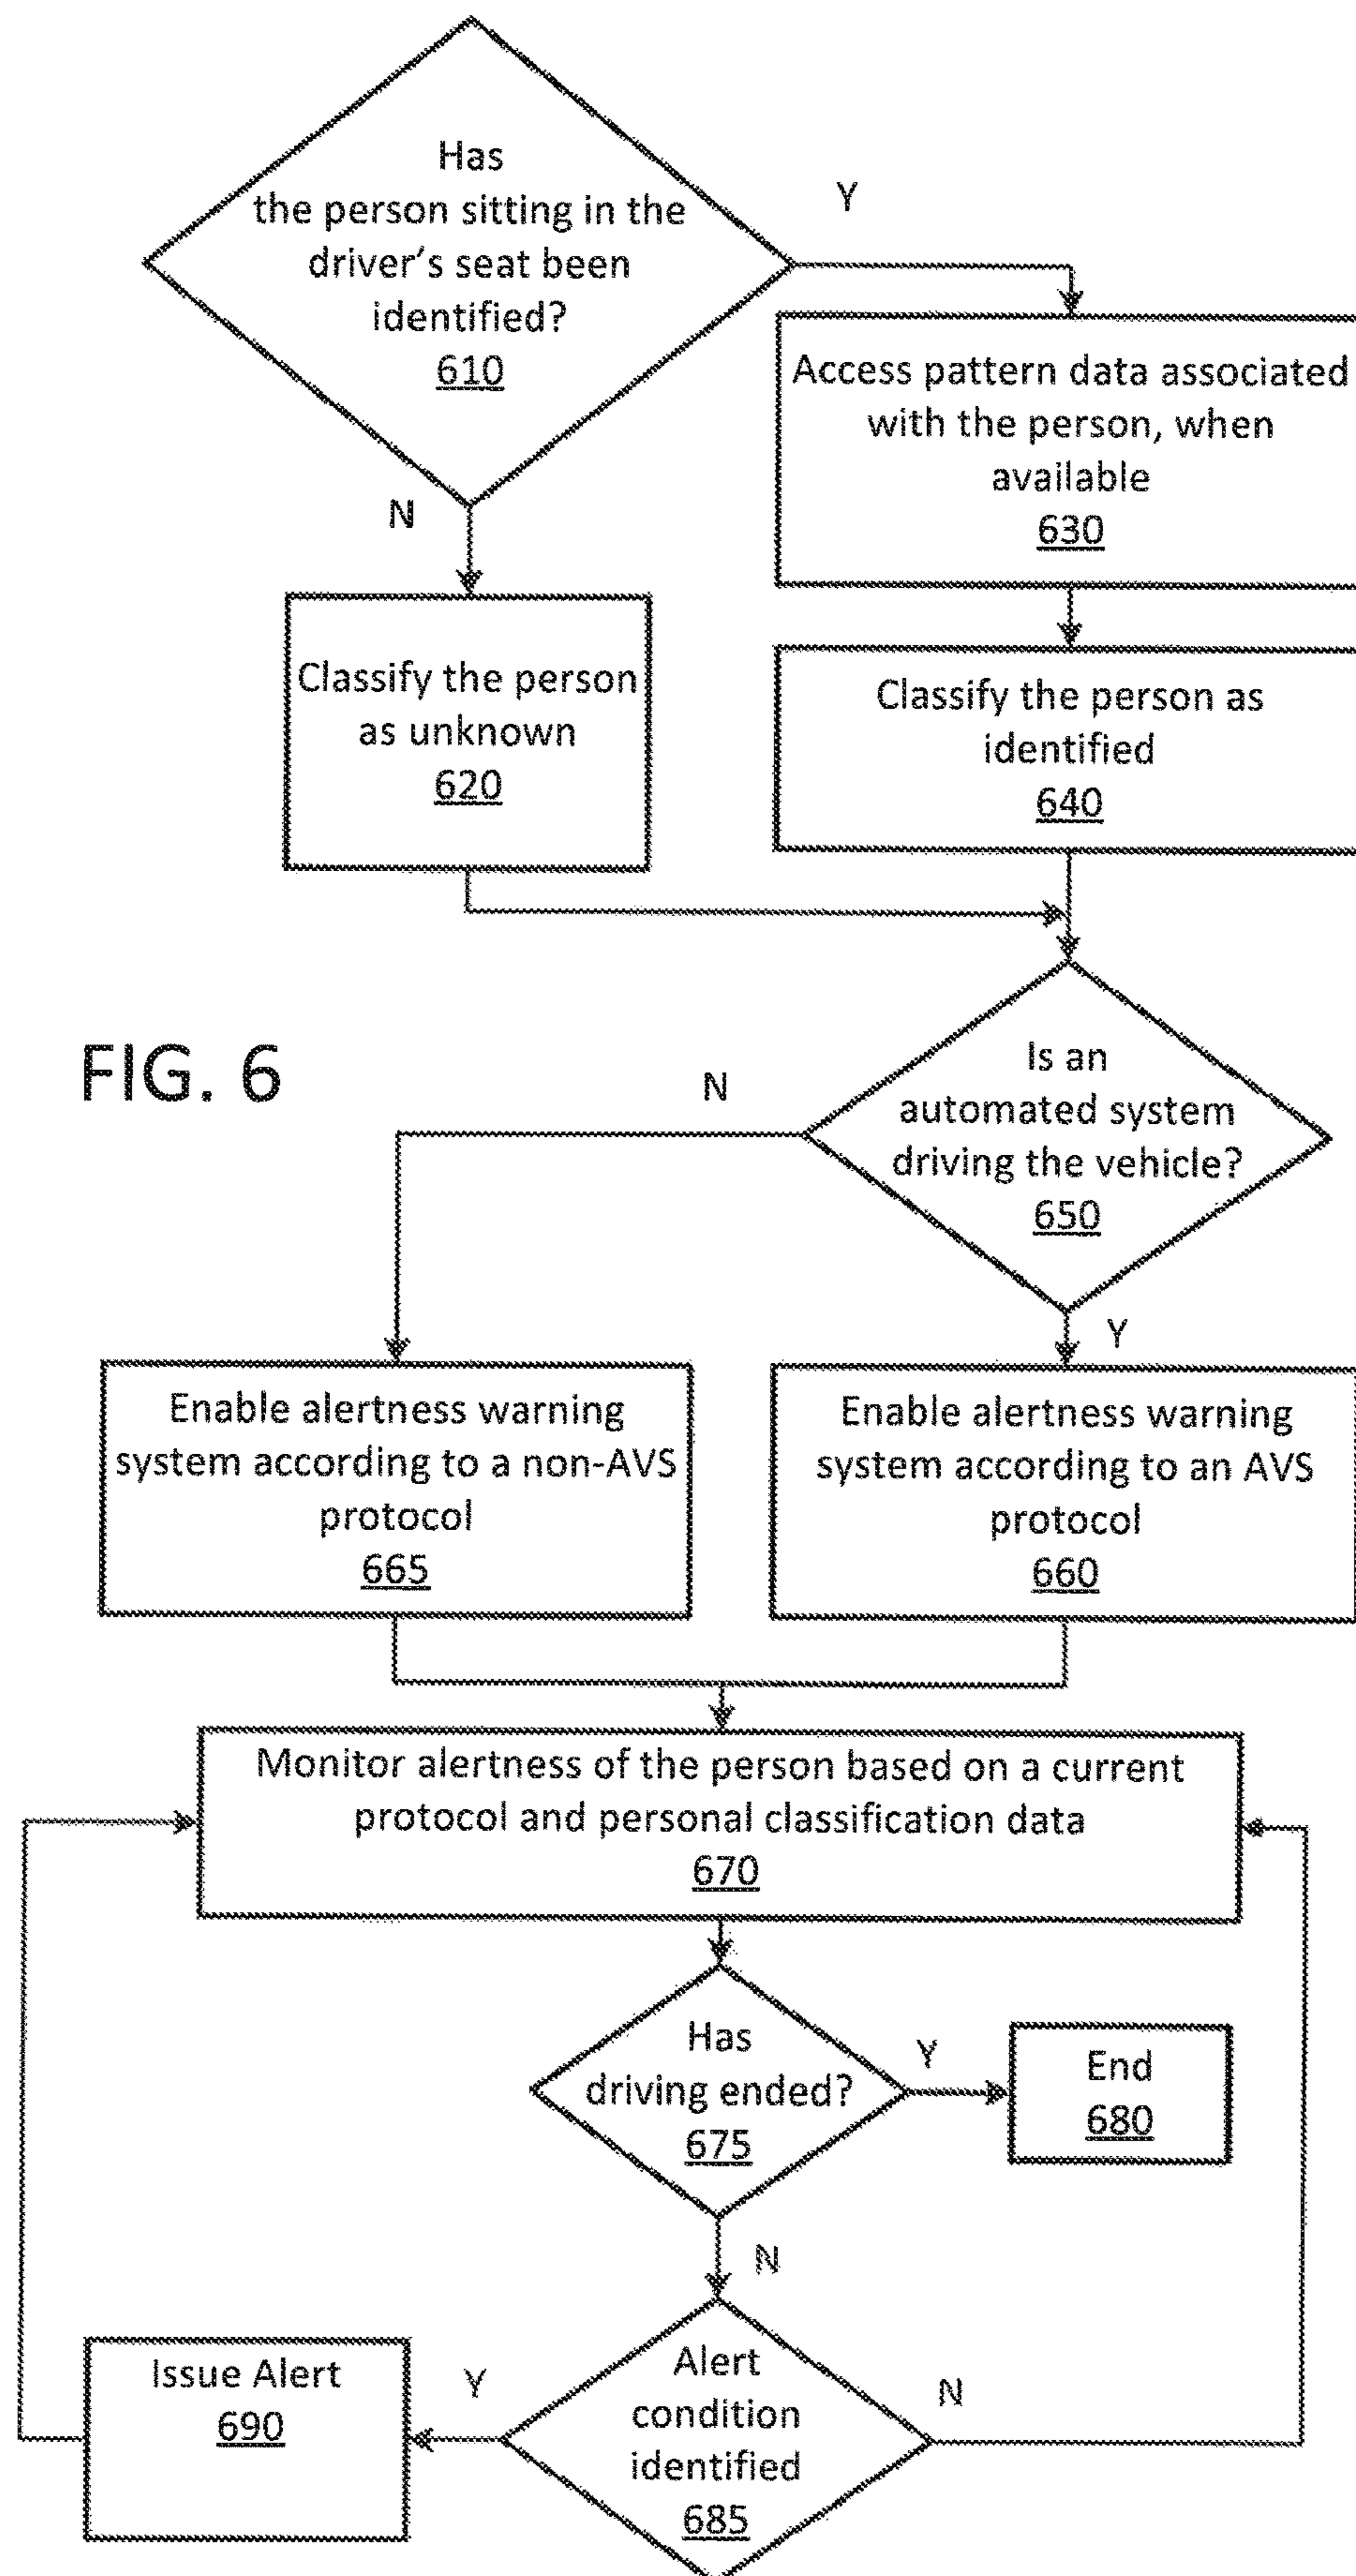 Has
the person sitting in the
driver's seat been
identified?
610
Y
N
Access pattern data associated
with the person, when
available
630
Classify the person
as unknown
620
Classify the person as
identified
640
FIG. 6
Is an
automated system
driving the vehicle?
650
N
Y
Enable alertness warning
system according to a non-AVS
protocol
665
Enable alertness warning
system according to an AVS
protocol
660
Monitor alertness of the person based on a current
protocol and personal classification data
670
Has
driving ended?
675
Y
End
680
N
Alert
condition
identified
685
Y
N
Issue Alert
690